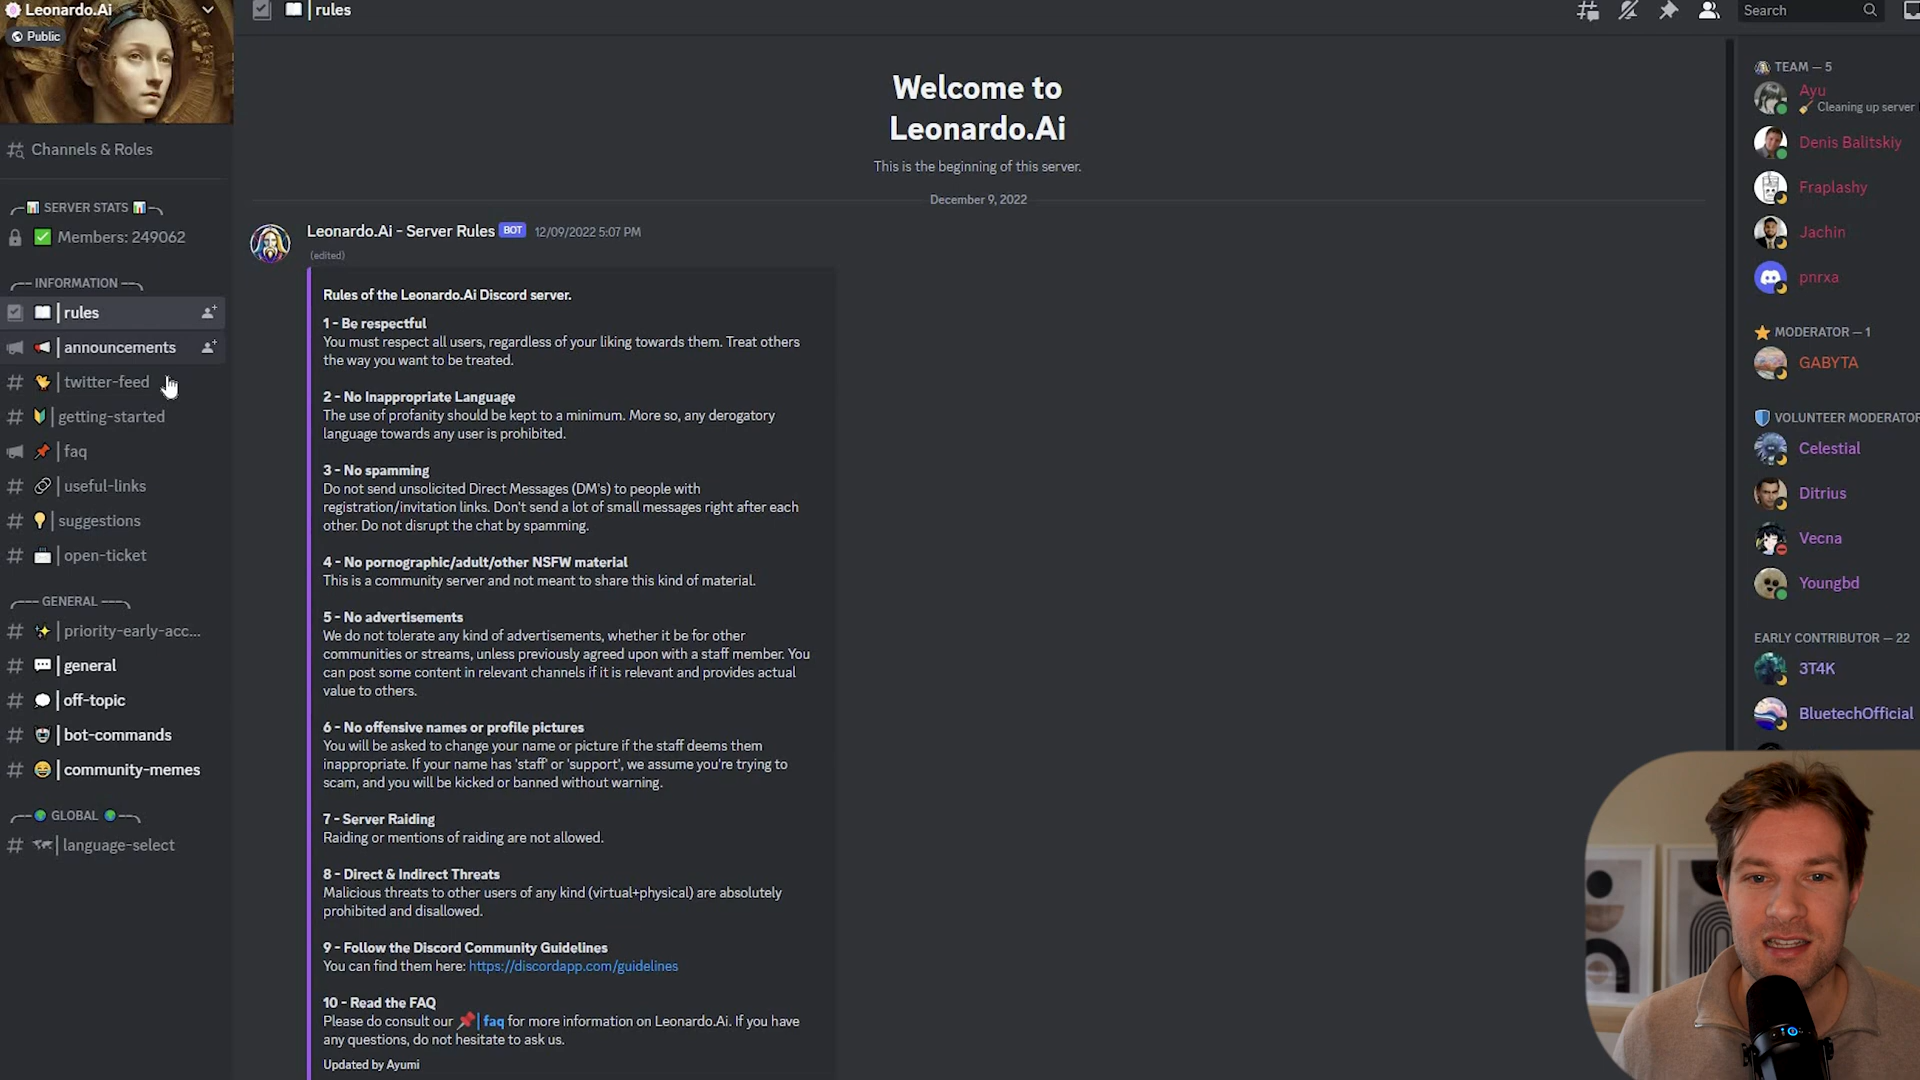 Leonardo.Ai
Public
Channels & Roles
SERVER STATS
Members: 249062
INFORMATION
rules
announcements
twitter-feed
getting-started
faq
useful-links
suggestions
open-ticket
GENERAL
priority-early-acc...
general
off-topic
bot-commands
community-memes
GLOBAL
language-select
rules
Search
Welcome to
Leonardo.Ai
This is the beginning of this server.
December 9, 2022
Leonardo.Ai - Server Rules BOT 12/09/2022 5:07 PM
(edited)
Rules of the Leonardo.Ai Discord server.
1 - Be respectful
You must respect all users, regardless of your liking towards them. Treat others
the way you want to be treated.
2 - No Inappropriate Language
The use of profanity should be kept to a minimum. More so, any derogatory
language towards any user is prohibited.
3 - No spamming
Do not send unsolicited Direct Messages (DM's) to people with
registration/invitation links. Don't send a lot of small messages right after each
other. Do not disrupt the chat by spamming.
4 - No pornographic/adult/other NSFW material
This is a community server and not meant to share this kind of material.
5 - No advertisements
We do not tolerate any kind of advertisements, whether it be for other
communities or streams, unless previously agreed upon with a staff member. You
can post some content in relevant channels if it is relevant and provides actual
value to others.
6 - No offensive names or profile pictures
You will be asked to change your name or picture if the staff deems them
inappropriate. If your name has 'staff' or 'support', we assume you're trying to
scam, and you will be kicked or banned without warning.
7 - Server Raiding
Raiding or mentions of raiding are not allowed.
8 - Direct & Indirect Threats
Malicious threats to other users of any kind (virtual+physical) are absolutely
prohibited and disallowed.
9 - Follow the Discord Community Guidelines
You can find them here: https://discordapp.com/guidelines
10 - Read the FAQ
Please do consult our faq for more information on Leonardo.Ai. If you have
any questions, do not hesitate to ask us.
Updated by Ayumi
TEAM — 5
Ayu
Cleaning up server
Denis Balitskiy
Fraplashy
Jachin
pnrxa
MODERATOR — 1
GABYTA
VOLUNTEER MODERATOR
Celestial
Ditrius
Vecna
Youngbd
EARLY CONTRIBUTOR — 22
3T4K
BluetechOfficial